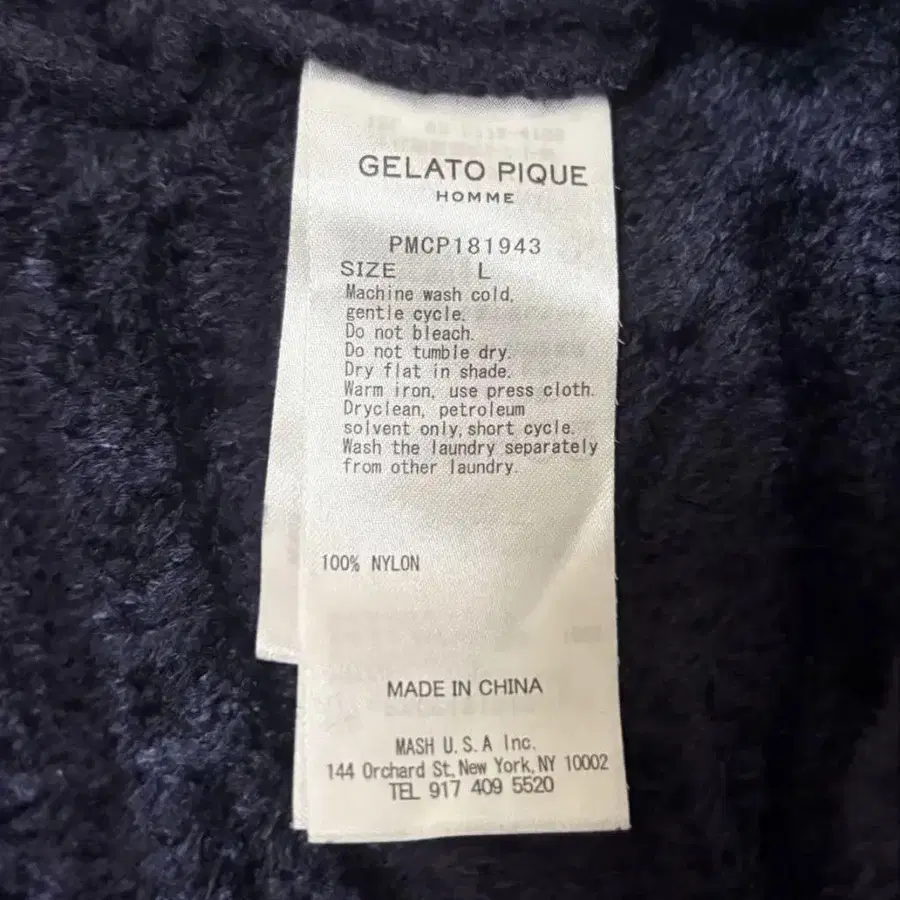 GELATO PIQUE
HOMME
PMCP181943
SIZE L
Machine wash cold,
gentle cycle.
Do not bleach.
Do not tumble dry.
Dry flat in shade.
Warm iron, use press cloth.
Dryclean, petroleum
solvent only, short cycle.
Wash the laundry separately
from other laundry.
100% NYLON
MADE IN CHINA
MASH U.S.A Inc.
144 Orchard St, New York, NY 10002
TEL 917 409 5520